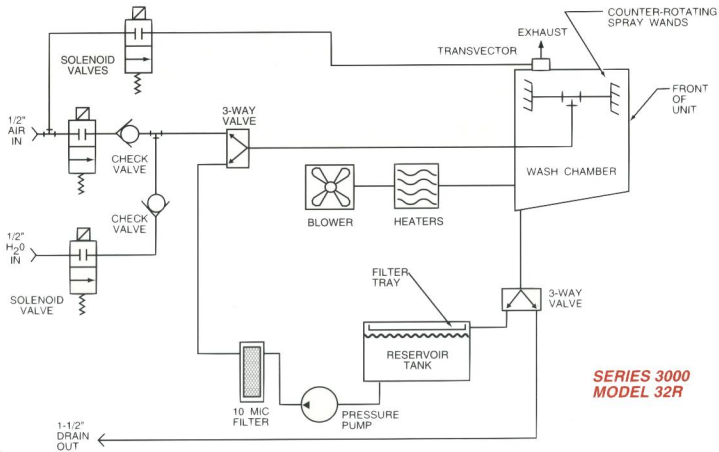 COUNTER-ROTATING
SPRAY WANDS
EXHAUST
TRANSVECTOR
SOLENOID
VALVES
FRONT
OF
UNIT
1/2"
AIR
IN
3-WAY
VALVE
CHECK
VALVE
WASH CHAMBER
CHECK
VALVE
BLOWER
HEATERS
1/2"
H20
IN
SOLENOID
VALVE
FILTER
TRAY
3-WAY
VALVE
RESERVOIR
TANK
SERIES 3000
MODEL 32R
10 MIC
FILTER
PRESSURE
PUMP
1-1/2"
DRAIN
OUT